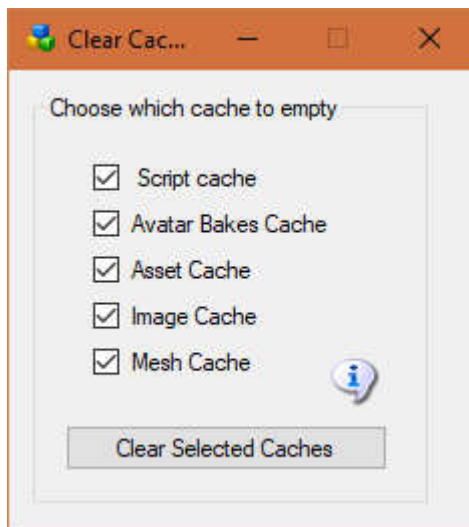 Clear Cac...
Choose which cache to empty
Script cache
Avatar Bakes Cache
Asset Cache
Image Cache
Mesh Cache
Clear Selected Caches